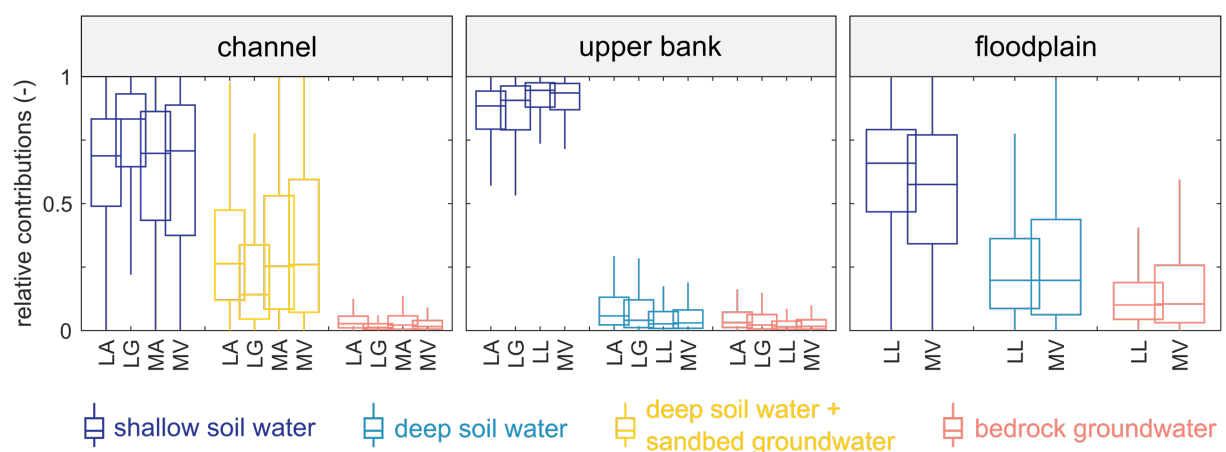 channel
upper bank
floodplain
relative contributions (-)
1
0.5
0
LA LG MA MV LA LG MA MV LA LG MA MV
LA LG LL MV LA LG LL MV LA LG LL MV
LL MV LL MV LL MV
shallow soil water
deep soil water
deep soil water +
sandbed groundwater
bedrock groundwater